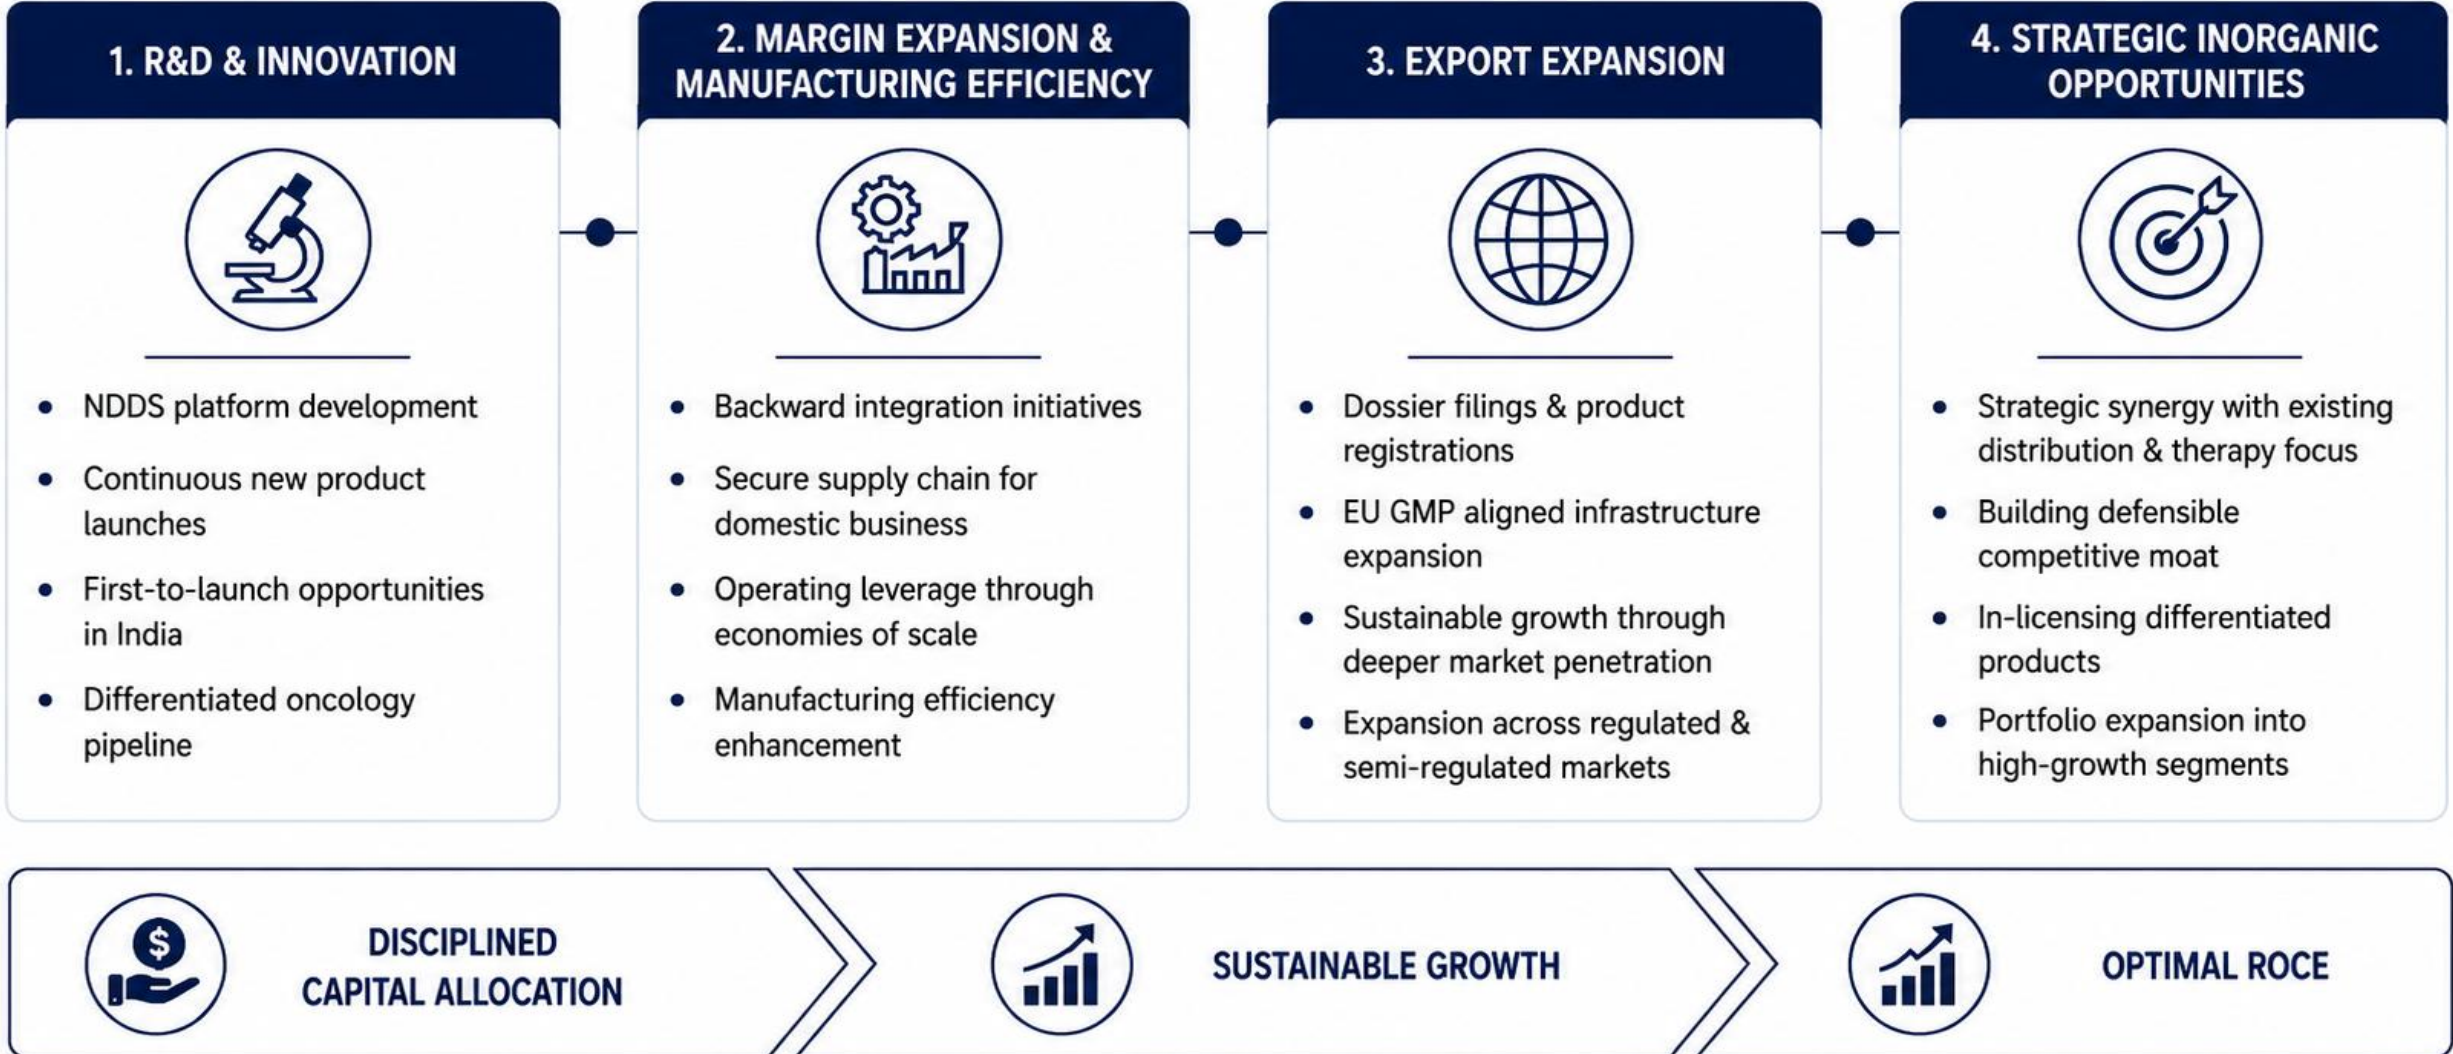 1. R&D & INNOVATION
NDDS platform development
Continuous new product
launches
First-to-launch opportunities
in India
Differentiated oncology
pipeline
2. MARGIN EXPANSION &
MANUFACTURING EFFICIENCY
Backward integration initiatives
Secure supply chain for
domestic business
Operating leverage through
economies of scale
Manufacturing efficiency
enhancement
3. EXPORT EXPANSION
Dossier filings & product
registrations
EU GMP aligned infrastructure
expansion
Sustainable growth through
deeper market penetration
Expansion across regulated &
semi-regulated markets
4. STRATEGIC INORGANIC
OPPORTUNITIES
Strategic synergy with existing
distribution & therapy focus
Building defensible
competitive moat
In-licensing differentiated
products
Portfolio expansion into
high-growth segments
$
DISCIPLINED
CAPITAL ALLOCATION
SUSTAINABLE GROWTH
OPTIMAL ROCE